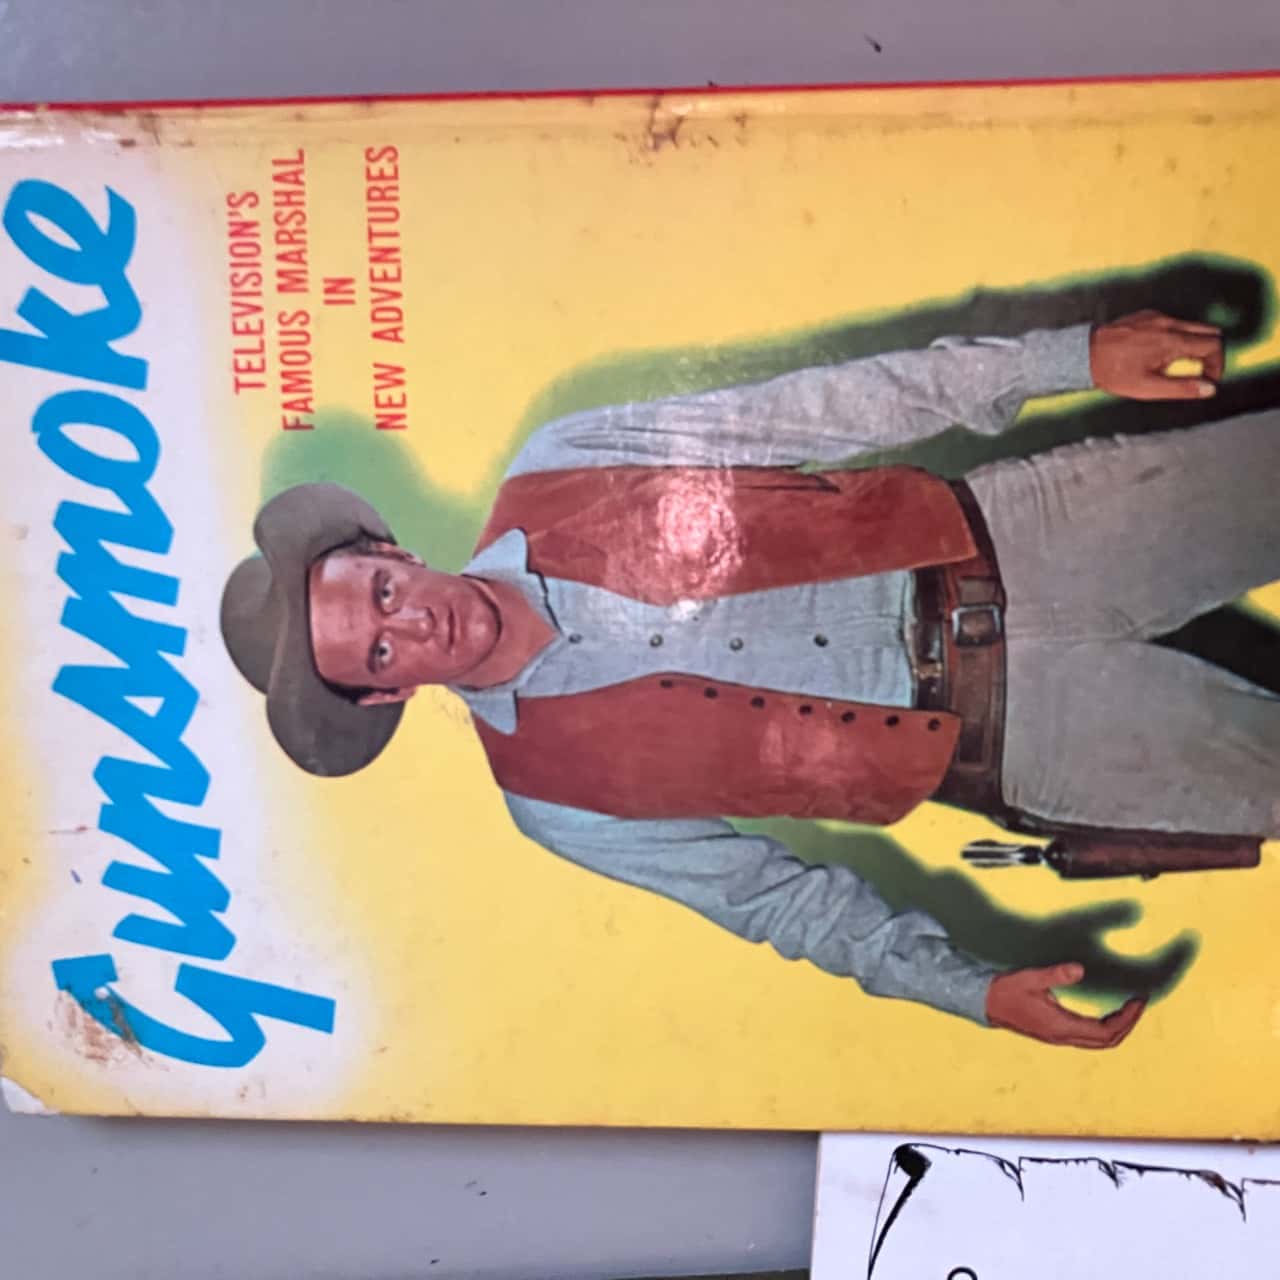 Gunsmoke
TELEVISION'S
FAMOUS MARSHAL
IN
NEW ADVENTURES